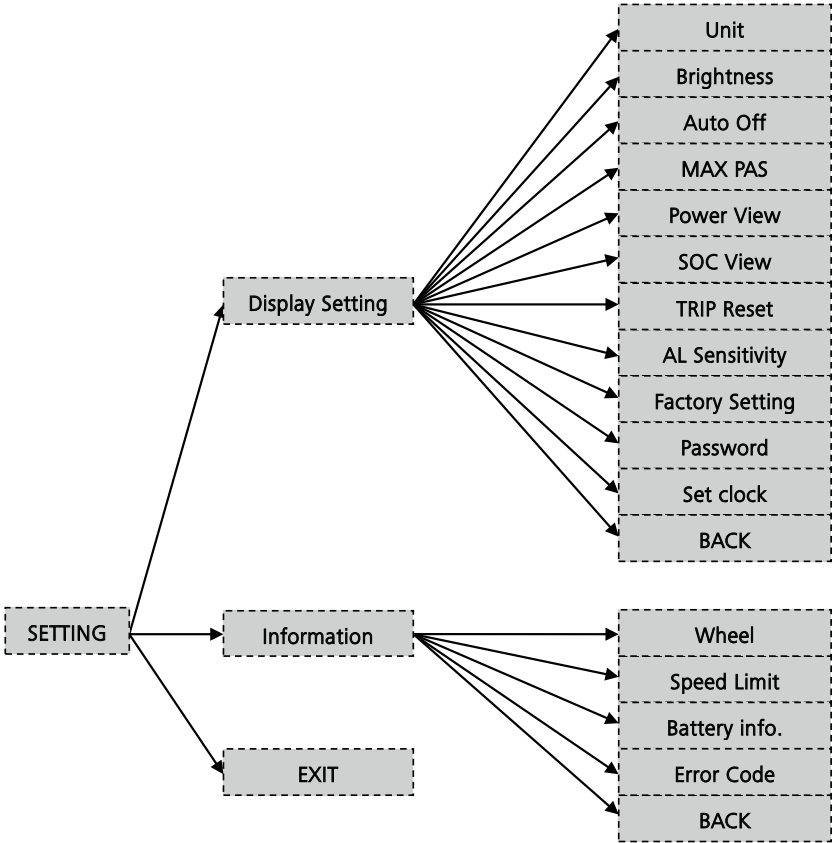 Unit
Brightness
Auto Off
MAX PAS
Power View
SOC View
Display Setting
TRIP Reset
AL Sensitivity
Factory Setting
Password
Set clock
BACK
SETTING
Information
Wheel
Speed Limit
Battery info.
EXIT
Error Code
BACK